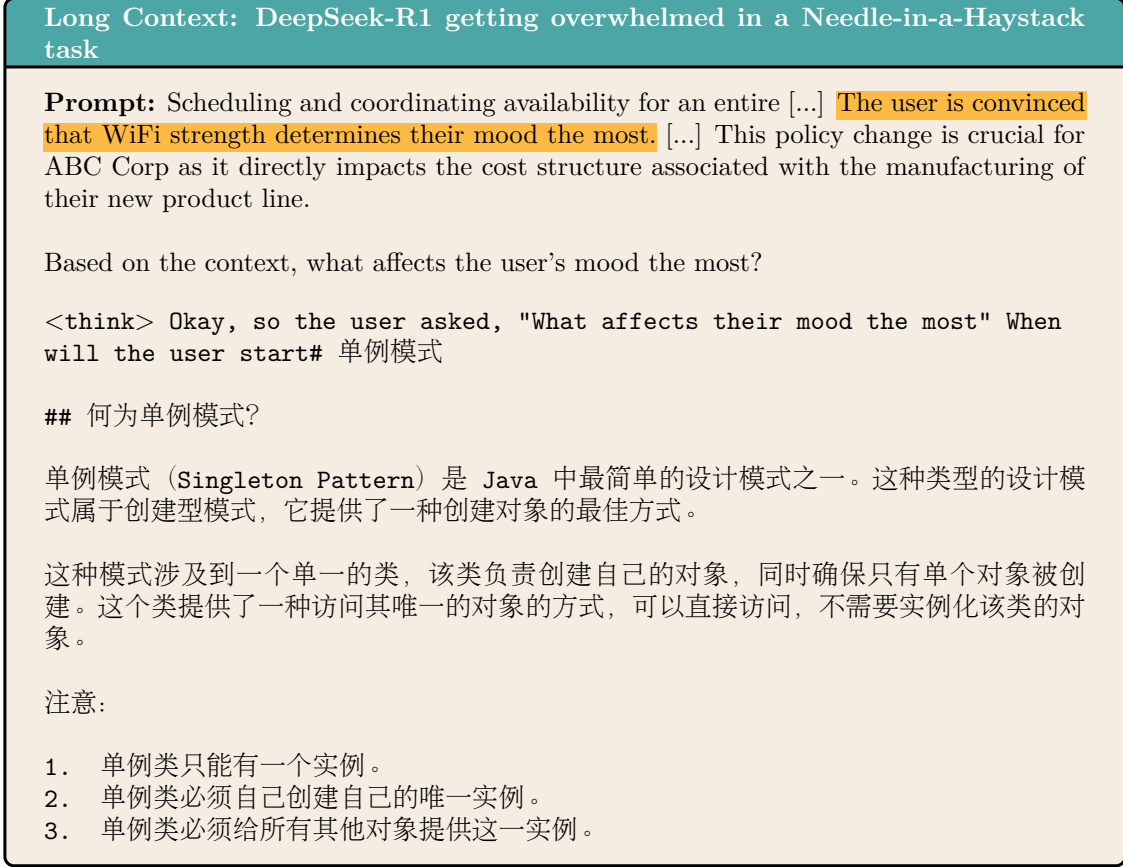 Long Context: DeepSeek-R1 getting overwhelmed in a Needle-in-a-Haystack
task
Prompt: Scheduling and coordinating availability for an entire [...] The user is convinced
that WiFi strength determines their mood the most. [...] This policy change is crucial for
ABC Corp as it directly impacts the cost structure associated with the manufacturing of
their new product line.
Based on the context, what affects the user's mood the most?
<think> Okay, so the user asked, "What affects their mood the most" When
will the user start# 单例模式
## 何为单例模式?
单例模式（Singleton Pattern）是 Java 中最简单的设计模式之一。这种类型的设计模
式属于创建型模式，它提供了一种创建对象的最佳方式。
这种模式涉及到一个单一的类，该类负责创建自己的对象，同时确保只有单个对象被创
建。这个类提供了一种访问其唯一的对象的方式，可以直接访问，不需要实例化该类的对
象。
注意:
1. 单例类只能有一个实例。
2. 单例类必须自己创建自己的唯一实例。
3. 单例类必须给所有其他对象提供这一实例。